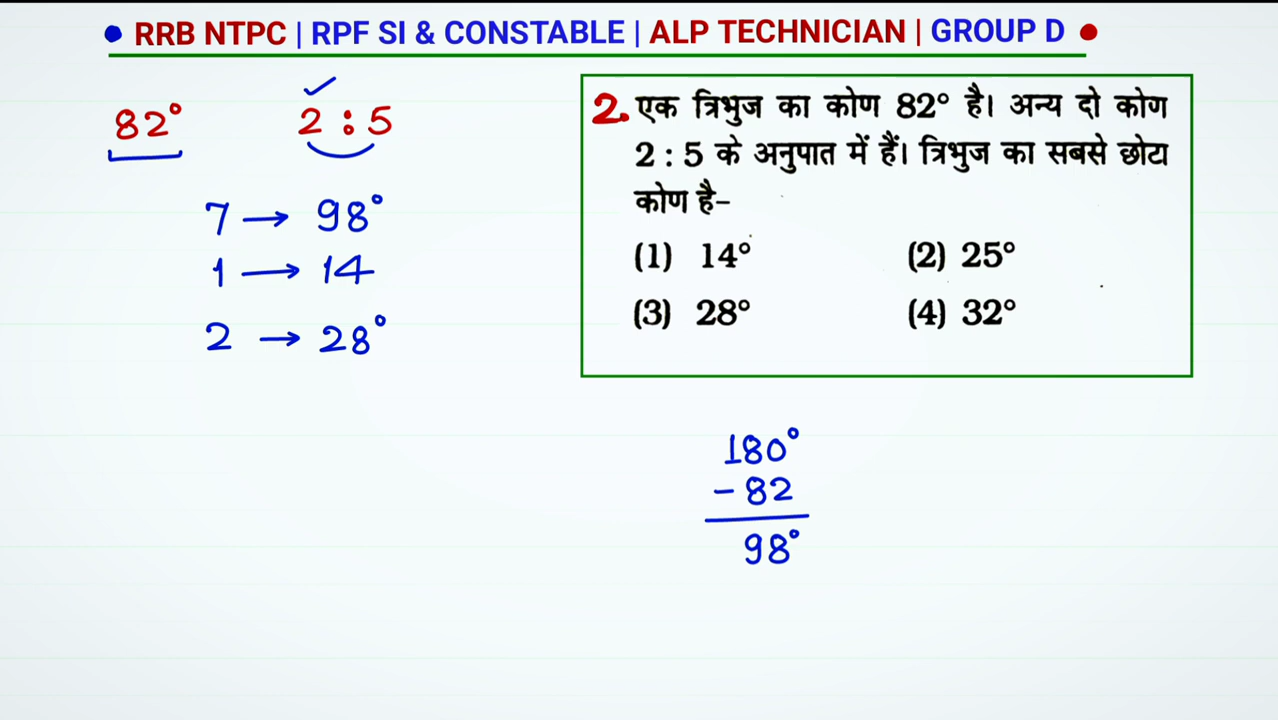 • RRB NTPC | RPF SI & CONSTABLE | ALP TECHNICIAN | GROUP D •
82° 2 : 5
7 → 98°
1 → 14
2 → 28°
2. एक त्रिभुज का कोण 82° है। अन्य दो कोण
2 : 5 के अनुपात में हैं। त्रिभुज का सबसे छोटा
कोण है–
(1) 14° (2) 25°
(3) 28° (4) 32°
180°
- 82
98°